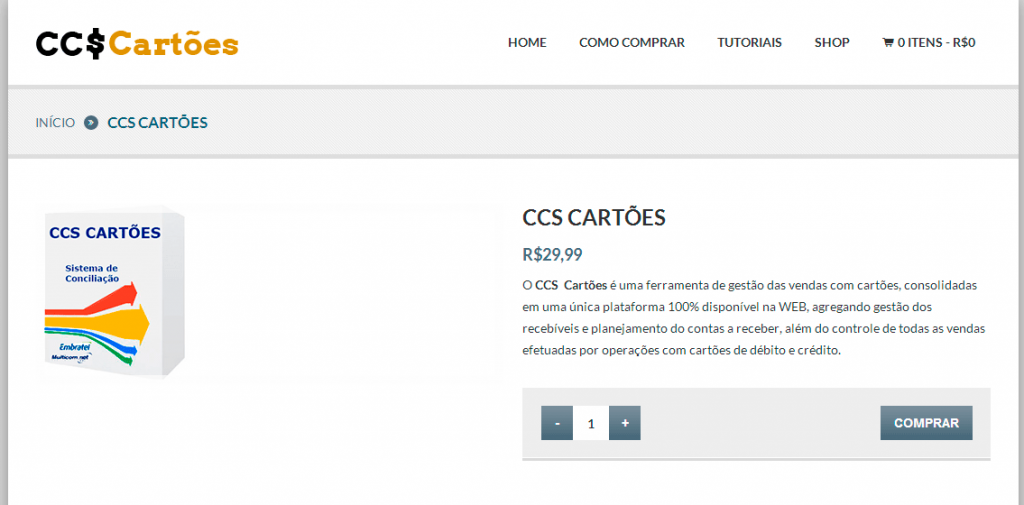 CC$Cartões
HOME COMO COMPRAR TUTORIAIS SHOP 0 ITENS - R$0
INÍCIO CCS CARTÕES
CCS CARTÕES
Sistema de
Conciliação
Embratel
Multicom.net
CCS CARTÕES
R$29,99
O CCS Cartões é uma ferramenta de gestão das vendas com cartões, consolidadas
em uma única plataforma 100% disponível na WEB, agregando gestão dos
recebíveis e planejamento do contas a receber, além do controle de todas as vendas
efetuadas por operações com cartões de débito e crédito.
- 1 + COMPRAR